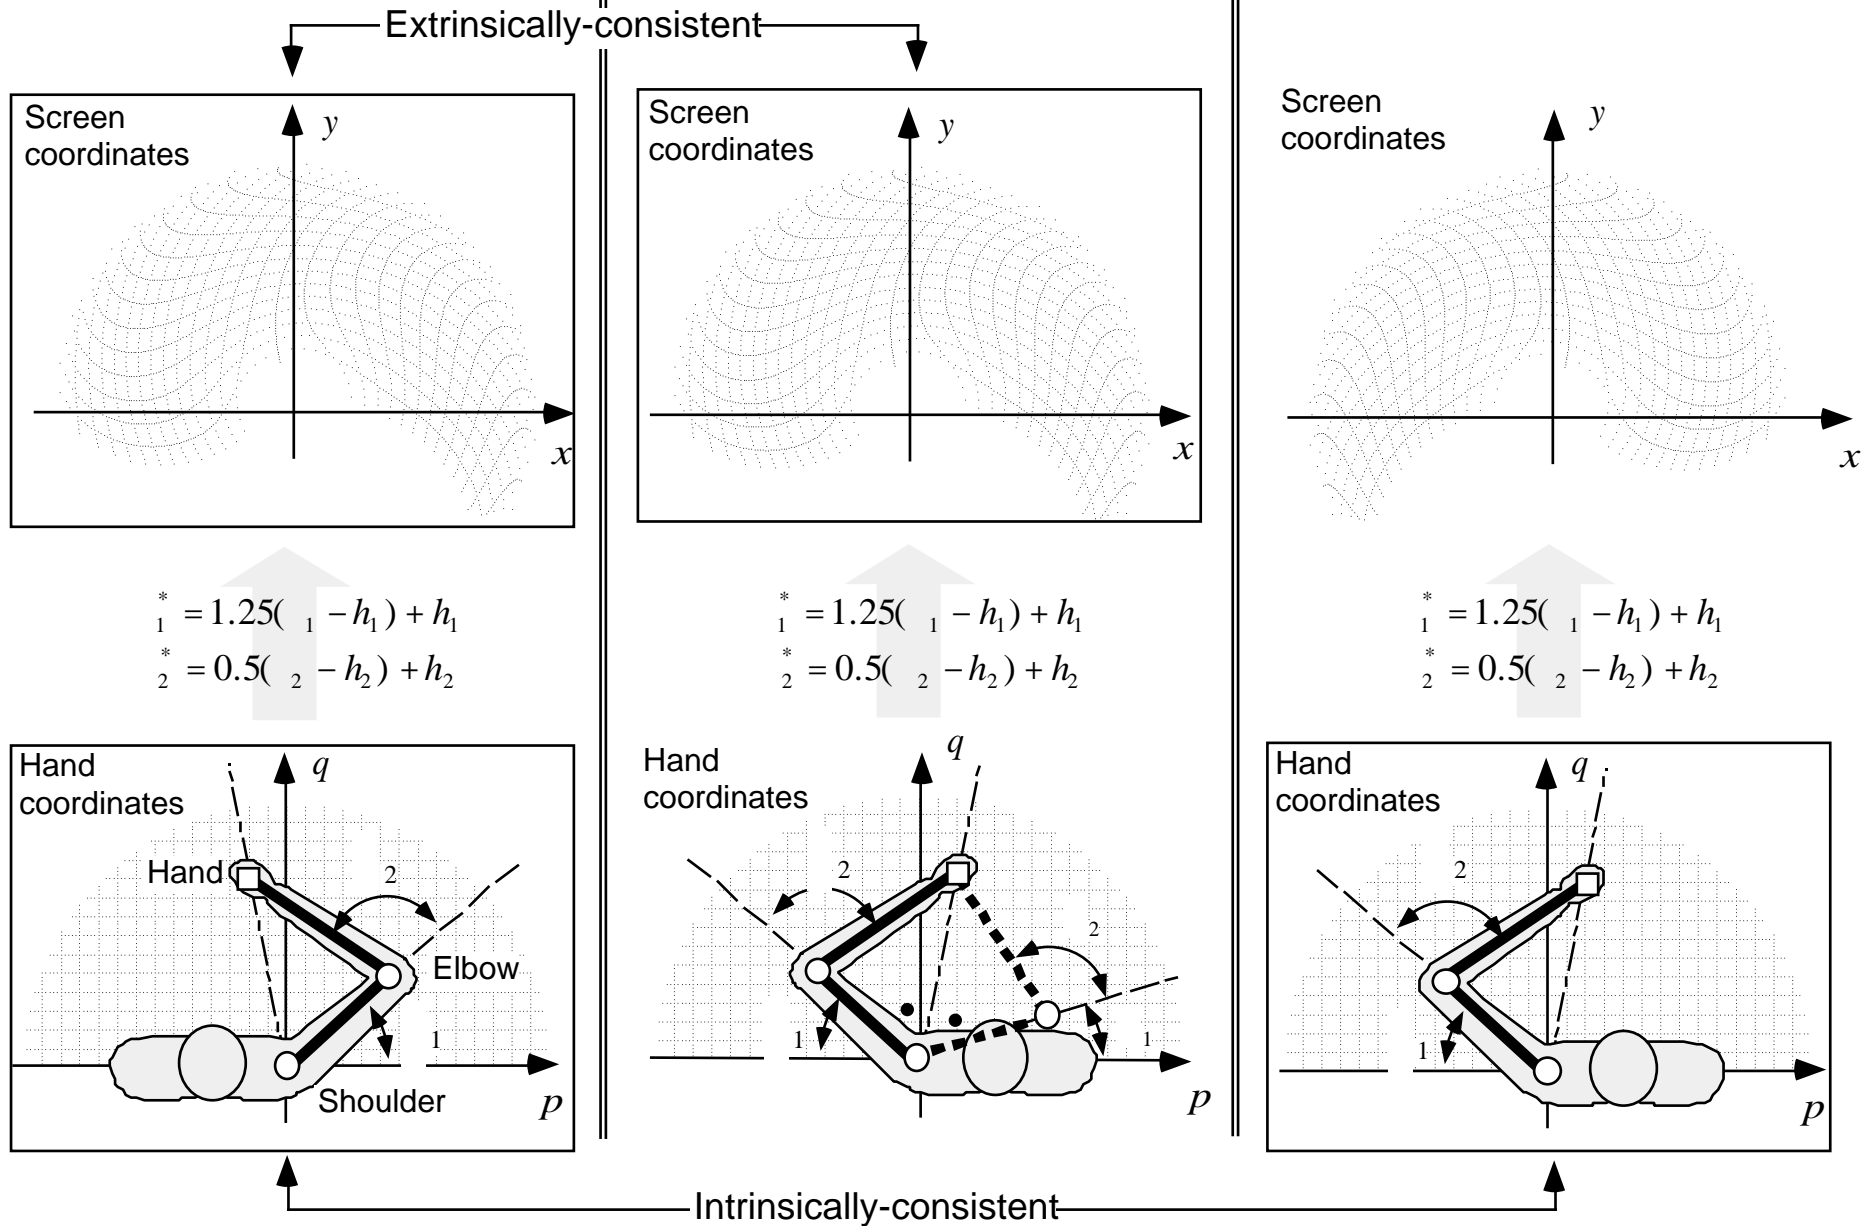 Extrinsically-consistent
Screen
coordinates
y
x
* 1 = 1.25( 1 − h1) + h1
* 2 = 0.5( 2 − h2) + h2
Hand
coordinates
q
Hand
2
Elbow
1
Shoulder
p
Screen
coordinates
y
x
* 1 = 1.25( 1 − h1) + h1
* 2 = 0.5( 2 − h2) + h2
Hand
coordinates
q
2
2
1
1
p
Screen
coordinates
y
x
* 1 = 1.25( 1 − h1) + h1
* 2 = 0.5( 2 − h2) + h2
Hand
coordinates
q
2
1
p
Intrinsically-consistent